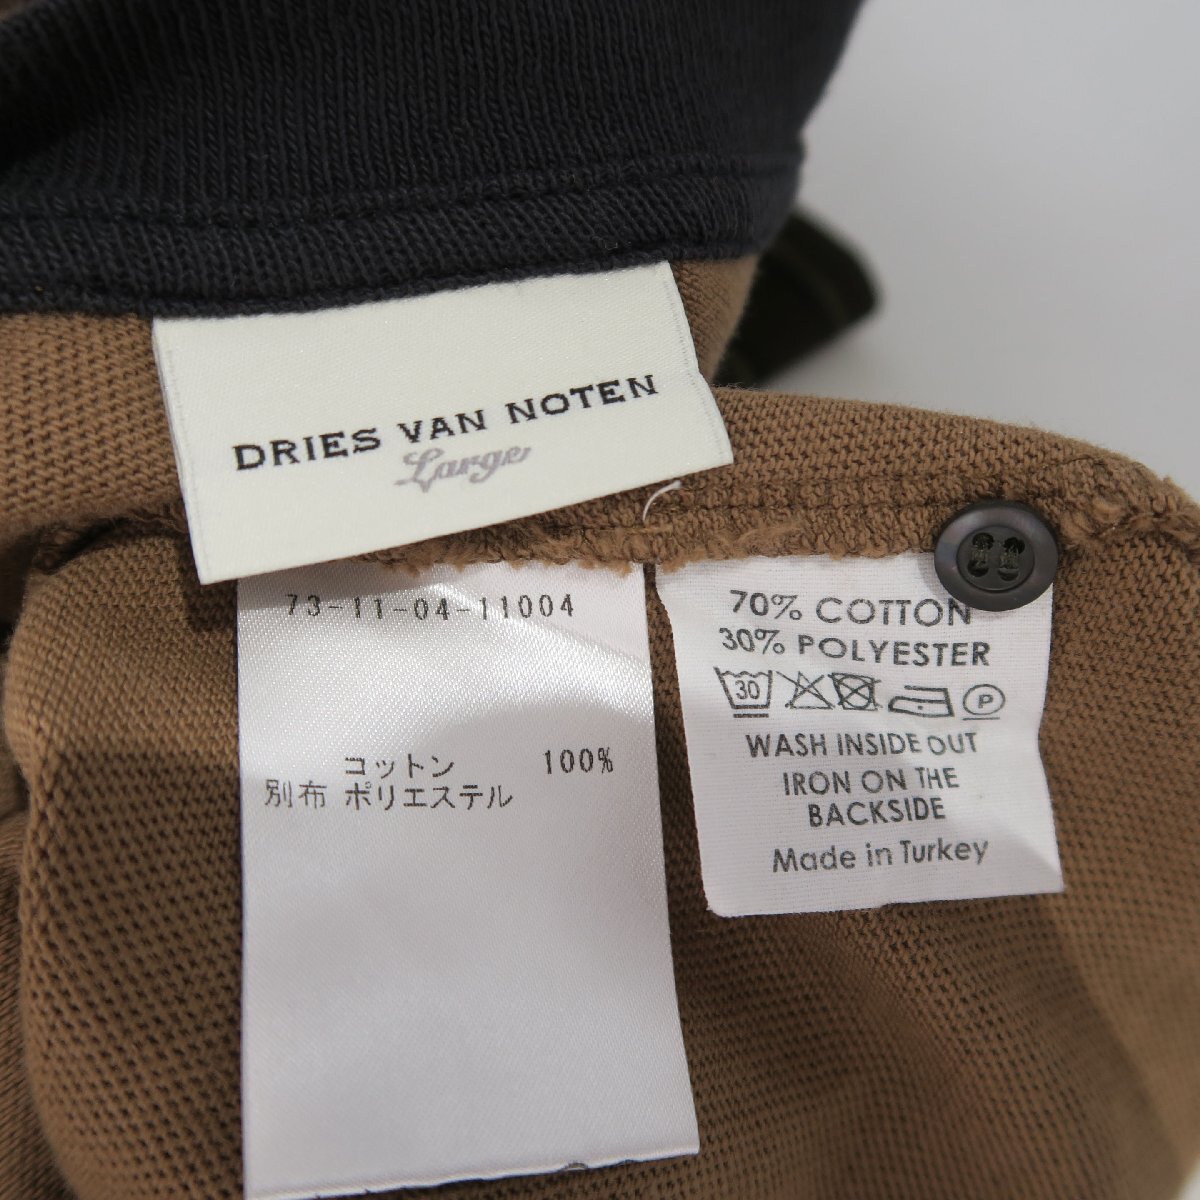 DRIES VAN NOTEN
Large
73-11-04-11004
コットン 100%
別布 ポリエステル
70% COTTON
30% POLYESTER
30
P
WASH INSIDE OUT
IRON ON THE
BACKSIDE
Made in Turkey